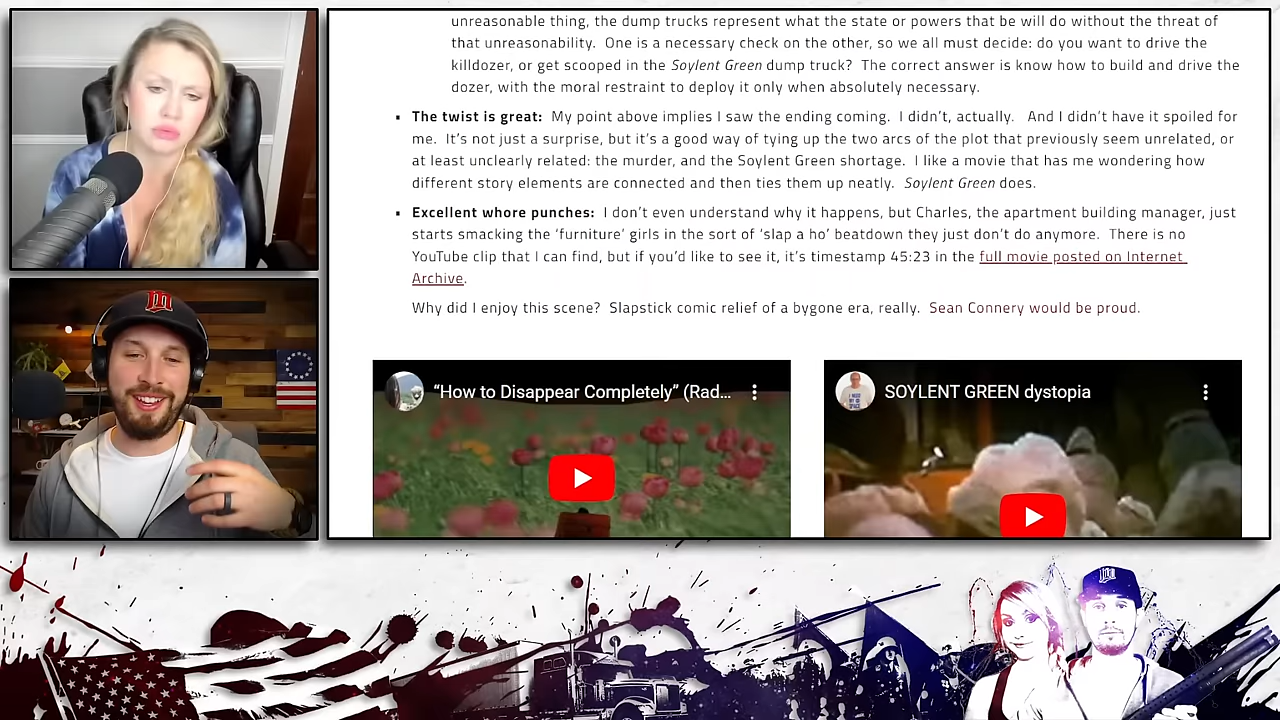 unreasonable thing, the dump trucks represent what the state or powers that be will do without the threat of
that unreasonability. One is a necessary check on the other, so we all must decide: do you want to drive the
killdozer, or get scooped in the Soylent Green dump truck? The correct answer is know how to build and drive the
dozer, with the moral restraint to deploy it only when absolutely necessary.
▪ The twist is great: My point above implies I saw the ending coming. I didn't, actually. And I didn't have it spoiled for
me. It's not just a surprise, but it's a good way of tying up the two arcs of the plot that previously seem unrelated, or
at least unclearly related: the murder, and the Soylent Green shortage. I like a movie that has me wondering how
different story elements are connected and then ties them up neatly. Soylent Green does.
▪ Excellent whore punches: I don't even understand why it happens, but Charles, the apartment building manager, just
starts smacking the 'furniture' girls in the sort of 'slap a ho' beatdown they just don't do anymore. There is no
YouTube clip that I can find, but if you'd like to see it, it's timestamp 45:23 in the full movie posted on Internet
Archive.
Why did I enjoy this scene? Slapstick comic relief of a bygone era, really. Sean Connery would be proud.
"How to Disappear Completely" (Rad...
SOYLENT GREEN dystopia